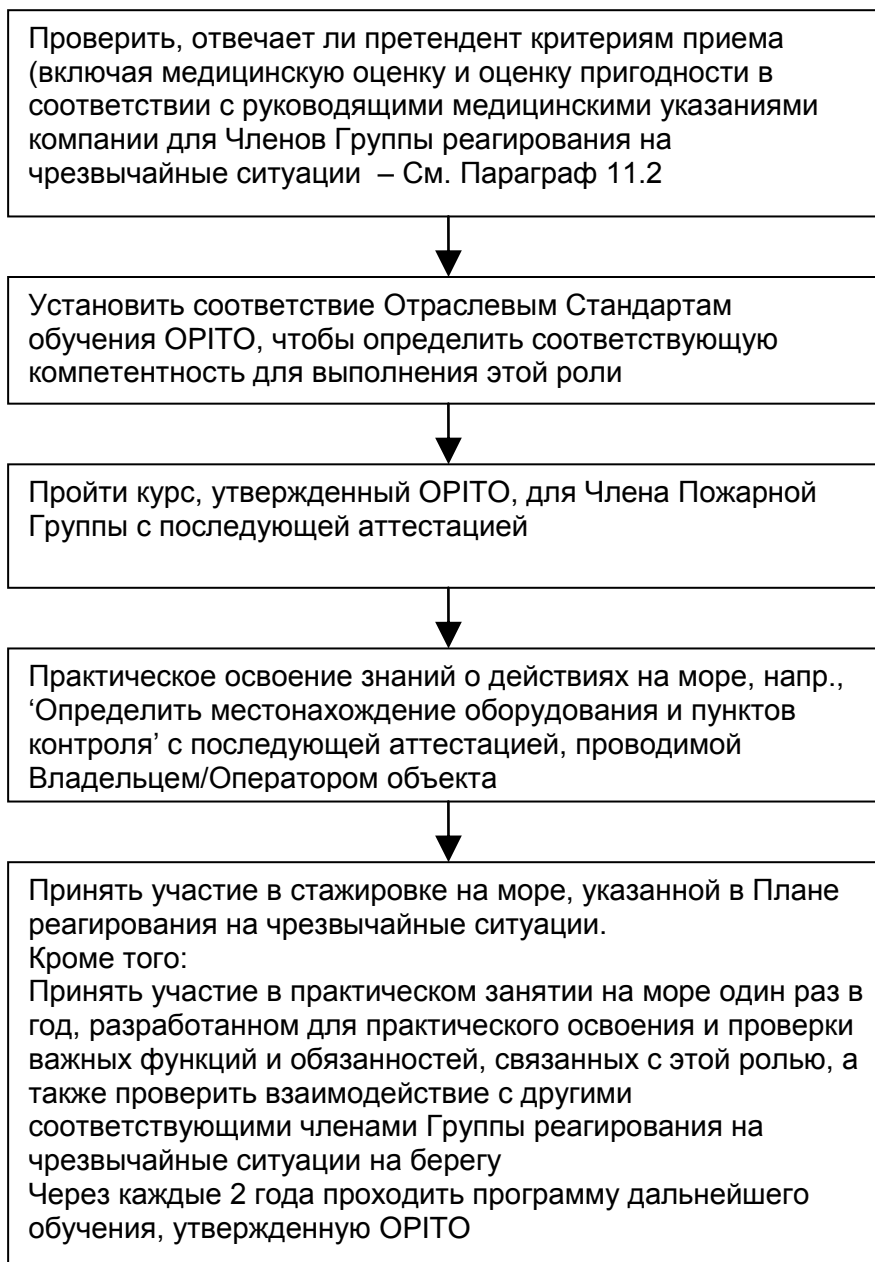 Проверить, отвечает ли претендент критериям приема
(включая медицинскую оценку и оценку пригодности в
соответствии с руководящими медицинскими указаниями
компании для Членов Группы реагирования на
чрезвычайные ситуации – См. Параграф 11.2
Установить соответствие Отраслевым Стандартам
обучения OPITO, чтобы определить соответствующую
компетентность для выполнения этой роли
Пройти курс, утвержденный OPITO, для Члена Пожарной
Группы с последующей аттестацией
Практическое освоение знаний о действиях на море, напр.,
‘Определить местонахождение оборудования и пунктов
контроля’ с последующей аттестацией, проводимой
Владельцем/Оператором объекта
Принять участие в стажировке на море, указанной в Плане
реагирования на чрезвычайные ситуации.
Кроме того:
Принять участие в практическом занятии на море один раз в
год, разработанном для практического освоения и проверки
важных функций и обязанностей, связанных с этой ролью, а
также проверить взаимодействие с другими
соответствующими членами Группы реагирования на
чрезвычайные ситуации на берегу
Через каждые 2 года проходить программу дальнейшего
обучения, утвержденную OPITO